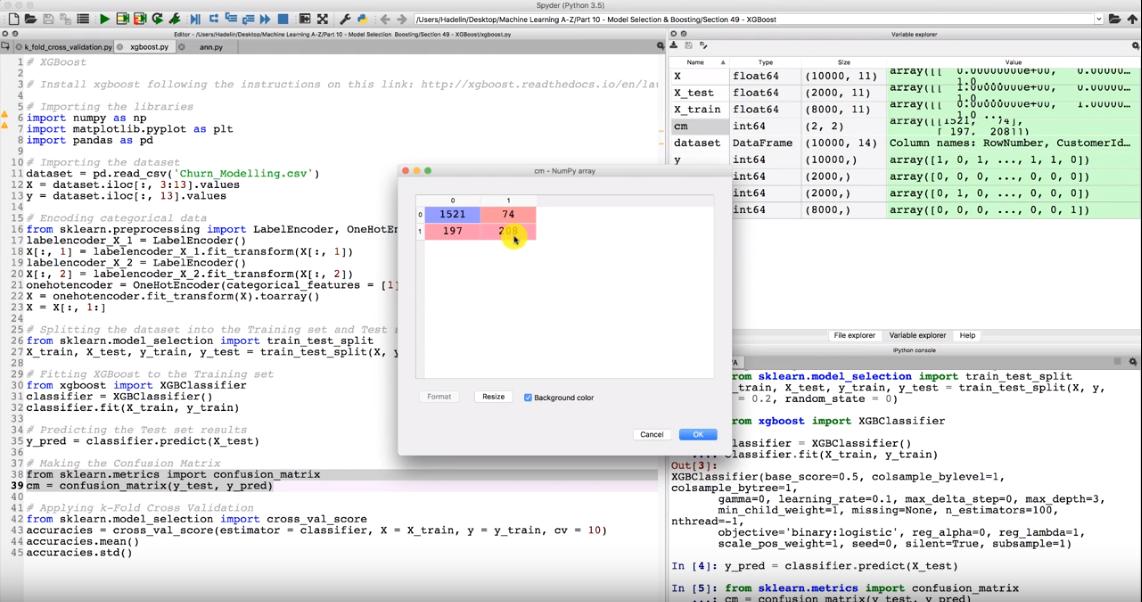 Spyder (Python 3.5)
/Users/Hadelin/Desktop/Machine Learning A-Z/Part 10 - Model Selection & Boosting/Section 49 - XGBoost
Editor - /Users/Hadelin/Desktop/Machine Learning A-Z/Part 10 - Model Selection & Boosting/Section 49 - XGBoost/xgboost.py
k_fold_cross_validation.py xgboost.py ann.py
1 # XGBoost
2
3 # Install xgboost following the instructions on this link: http://xgboost.readthedocs.io/en/la
4
5 # Importing the libraries
6 import numpy as np
7 import matplotlib.pyplot as plt
8 import pandas as pd
9
10 # Importing the dataset
11 dataset = pd.read_csv('Churn_Modelling.csv')
12 X = dataset.iloc[:, 3:13].values
13 y = dataset.iloc[:, 13].values
14
15 # Encoding categorical data
16 from sklearn.preprocessing import LabelEncoder, OneHotEn
17 labelencoder_X_1 = LabelEncoder()
18 X[:, 1] = labelencoder_X_1.fit_transform(X[:, 1])
19 labelencoder_X_2 = LabelEncoder()
20 X[:, 2] = labelencoder_X_2.fit_transform(X[:, 2])
21 onehotencoder = OneHotEncoder(categorical_features = [1]
22 X = onehotencoder.fit_transform(X).toarray()
23 X = X[:, 1:]
24
25 # Splitting the dataset into the Training set and Test
26 from sklearn.model_selection import train_test_split
27 X_train, X_test, y_train, y_test = train_test_split(X, y
28
29 # Fitting XGBoost to the Training set
30 from xgboost import XGBClassifier
31 classifier = XGBClassifier()
32 classifier.fit(X_train, y_train)
33
34 # Predicting the Test set results
35 y_pred = classifier.predict(X_test)
36
37 # Making the Confusion Matrix
38 from sklearn.metrics import confusion_matrix
39 cm = confusion_matrix(y_test, y_pred)
40
41 # Applying k-Fold Cross Validation
42 from sklearn.model_selection import cross_val_score
43 accuracies = cross_val_score(estimator = classifier, X = X_train, y = y_train, cv = 10)
44 accuracies.mean()
45 accuracies.std()
cm - NumPy array
0 1
0 1521 74
1 197 208
Format Resize Background color
Cancel OK
Variable explorer
Name Type Size Value
X float64 (10000, 11) array([[ 0.00000000e+00, 0.00000...
X_test float64 (2000, 11) array([[ 1.00000000e+00, 0.00000...
X_train float64 (8000, 11) array([[ 0.00000000e+00, 1.00000...
cm int64 (2, 2) array([[1521, 74],
[ 197, 208]])
dataset DataFrame (10000, 14) Column names: RowNumber, CustomerId...
y int64 (10000,) array([1, 0, 1, ..., 1, 1, 0])
int64 (2000,) array([0, 0, 0, ..., 0, 0, 0])
int64 (2000,) array([0, 1, 0, ..., 0, 0, 0])
int64 (8000,) array([0, 0, 0, ..., 0, 0, 1])
File explorer Variable explorer Help
IPython console
from sklearn.model_selection import train_test_split
train, X_test, y_train, y_test = train_test_split(X, y,
= 0.2, random_state = 0)
rom xgboost import XGBClassifier
lassifier = XGBClassifier()
lassifier.fit(X_train, y_train)
Out[3]:
XGBClassifier(base_score=0.5, colsample_bylevel=1,
colsample_bytree=1,
gamma=0, learning_rate=0.1, max_delta_step=0, max_depth=3,
min_child_weight=1, missing=None, n_estimators=100,
nthread=-1,
objective='binary:logistic', reg_alpha=0, reg_lambda=1,
scale_pos_weight=1, seed=0, silent=True, subsample=1)
In [4]: y_pred = classifier.predict(X_test)
In [5]: from sklearn.metrics import confusion_matrix
...: cm = confusion_matrix(y_test, y_pred)